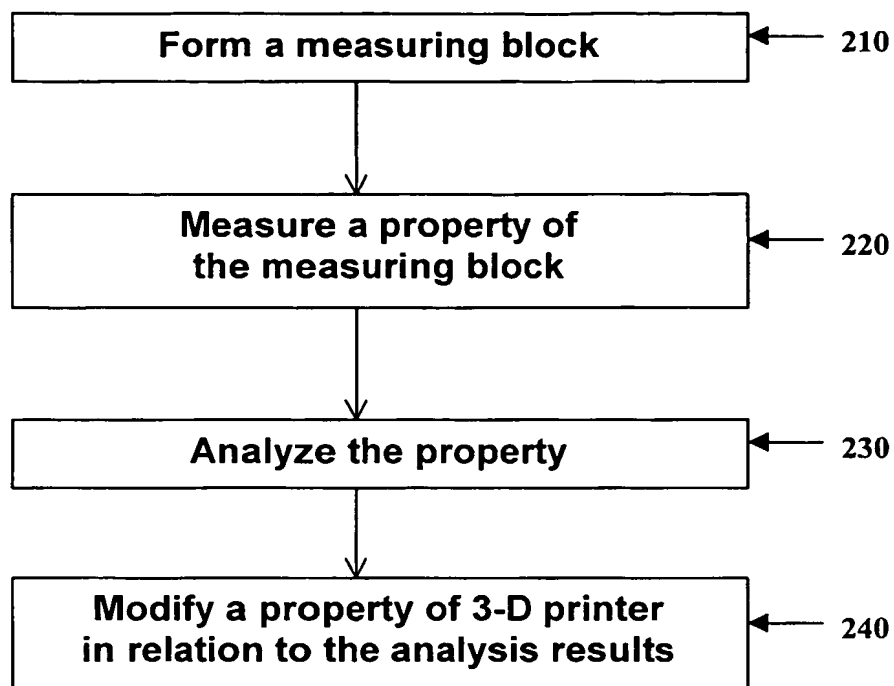 Form a measuring block
210
Measure a property of
the measuring block
220
Analyze the property
230
Modify a property of 3-D printer
in relation to the analysis results
240